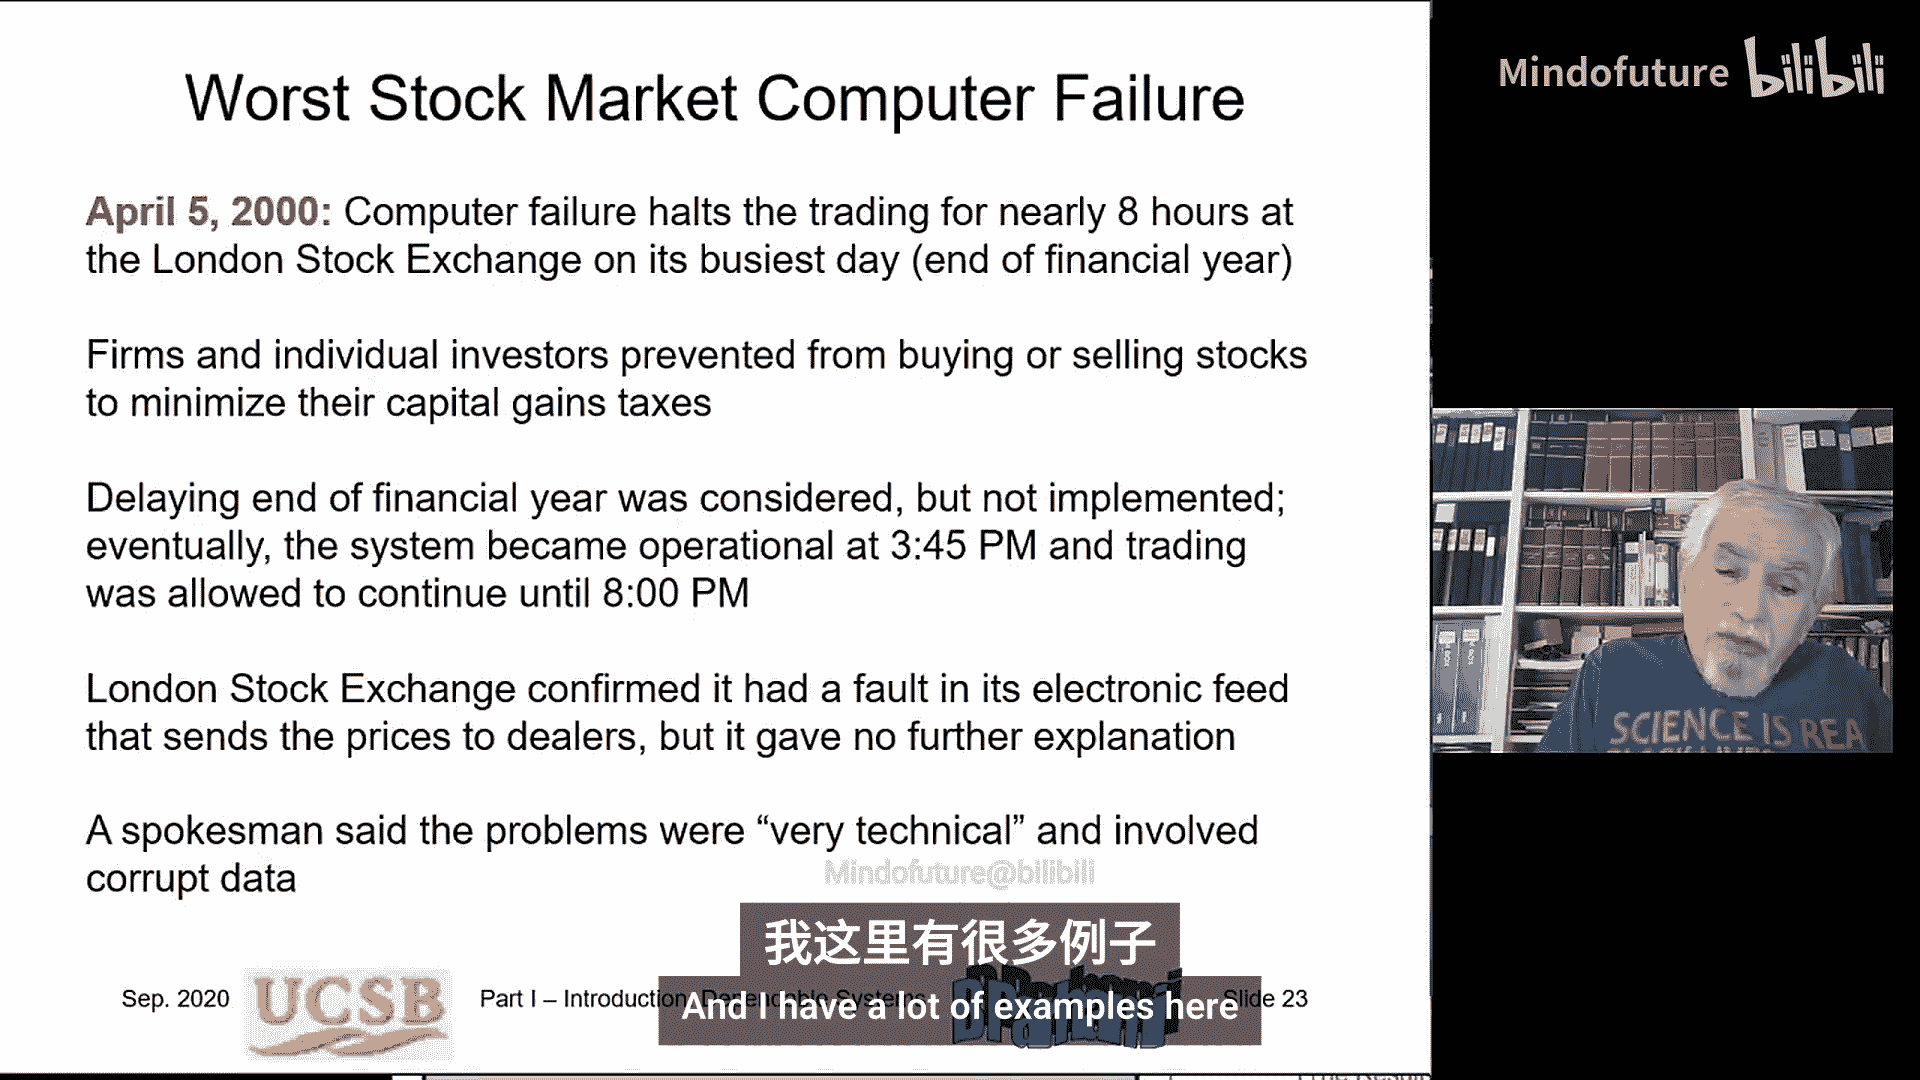 Worst Stock Market Computer Failure
April 5, 2000: Computer failure halts the trading for nearly 8 hours at
the London Stock Exchange on its busiest day (end of financial year)
Firms and individual investors prevented from buying or selling stocks
to minimize their capital gains taxes
Delaying end of financial year was considered, but not implemented;
eventually, the system became operational at 3:45 PM and trading
was allowed to continue until 8:00 PM
London Stock Exchange confirmed it had a fault in its electronic feed
that sends the prices to dealers, but it gave no further explanation
A spokesman said the problems were “very technical” and involved
corrupt data
Mindofuture@bilibili
我这里有很多例子
And I have a lot of examples here
Sep. 2020
UCSB
Part I – Introduction: Dependable Systems
Slide 23
Mindofuture bilibili
SCIENCE IS REA